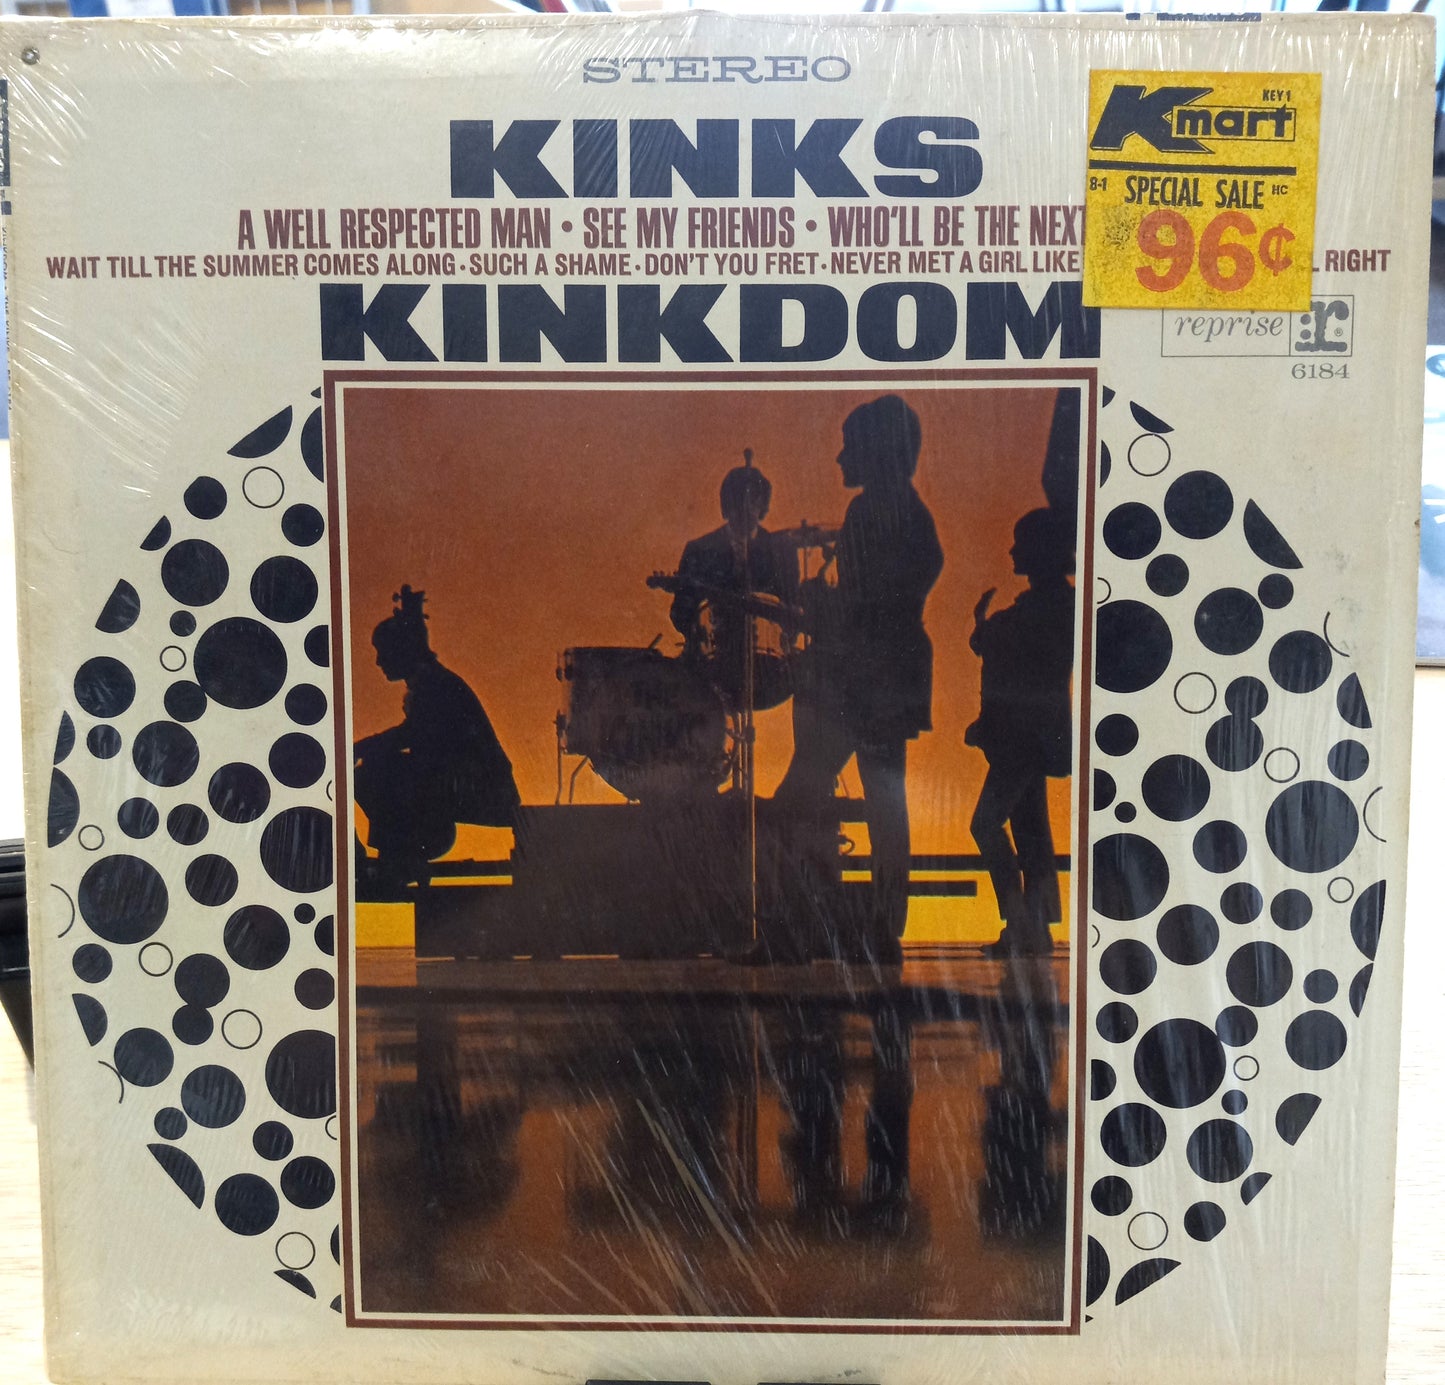 STEREO
KINKS
A WELL RESPECTED MAN • SEE MY FRIENDS • WHO'LL BE THE NEXT
WAIT TILL THE SUMMER COMES ALONG • SUCH A SHAME • DON'T YOU FRET • NEVER MET A GIRL LIKE L RIGHT
KINKDOM
KEY 1
Kmart
8-1 SPECIAL SALE HC
96¢
reprise r ®
6184
THE
KINKS